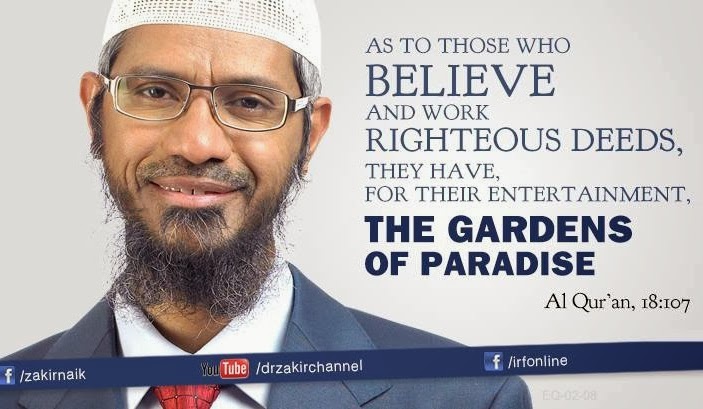 AS TO THOSE WHO
BELIEVE
AND WORK
RIGHTEOUS DEEDS,
THEY HAVE,
FOR THEIR ENTERTAINMENT,
THE GARDENS
OF PARADISE
Al Qur'an, 18:107
f /zakirnaik
YouTube /drzakirchannel
f /irfonline
EQ-02-08